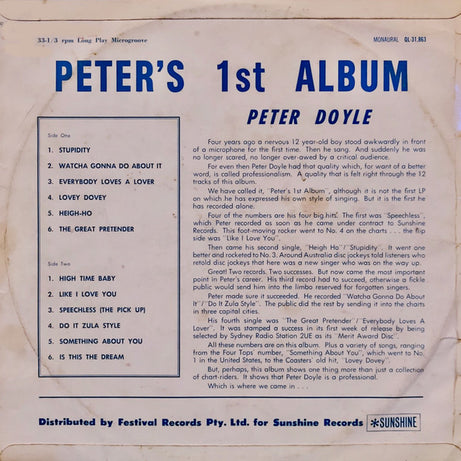 33-1/3 rpm Long Play Microgroove
MONAURAL QL-31,863
PETER'S 1st ALBUM
PETER DOYLE
Side One
1. STUPIDITY
2. WATCHA GONNA DO ABOUT IT
3. EVERYBODY LOVES A LOVER
4. LOVEY DOVEY
5. HEIGH-HO
6. THE GREAT PRETENDER
Side Two
1. HIGH TIME BABY
2. LIKE I LOVE YOU
3. SPEECHLESS (THE PICK UP)
4. DO IT ZULA STYLE
5. SOMETHING ABOUT YOU
6. IS THIS THE DREAM
Four years ago a nervous 12 year-old boy stood awkwardly in front
of a microphone for the first time. Then he sang. And suddenly he was
no longer scared, no longer over-awed by a critical audience.
For even then Peter Doyle had that quality which, for want of a better
word, is called professionalism. A quality that is felt right through the 12
tracks of this album.
We have called it, "Peter's 1st Album", although it is not the first LP
on which he has expressed his own style of singing. But it is the first he
has recorded alone.
Four of the numbers are his four big hits. The first was "Speechless",
which Peter recorded as soon as he came under contract to Sunshine
Records. This foot-moving rocker went to No. 4 on the charts . . . the flip
side was "Like I Love You".
Then came his second single, "Heigh Ho"/"Stupidity". It went one
better and rocketed to No. 3. Around Australia disc jockeys told listeners who
retold disc jockeys that here was a new singer who was on the way up.
Great! Two records. Two successes. But now came the most important
point in Peter's career. His third record had to succeed, otherwise a fickle
public would send him into the limbo reserved for forgotten singers.
Peter made sure it succeeded. He recorded "Watcha Gonna Do About
It"/"Do it Zula Style". The public did the rest by sending it into the charts
in three capital cities.
His fourth single was "The Great Pretender"/"Everybody Loves A
Lover". It was stamped a success in its first week of release by being
selected by Sydney Radio Station 2UE as its "Merit Award Disc".
All these numbers are on this album. Plus a variety of songs, ranging
from the Four Tops' number, "Something About You", which went to No.
1 in the United States, to the Coasters' old hit, "Lovey Dovey".
But, perhaps, this album shows one thing more than just a collection
of chart-riders. It shows that Peter Doyle is a professional.
Which is where we came in . . .
Distributed by Festival Records Pty. Ltd. for Sunshine Records
*SUNSHINE